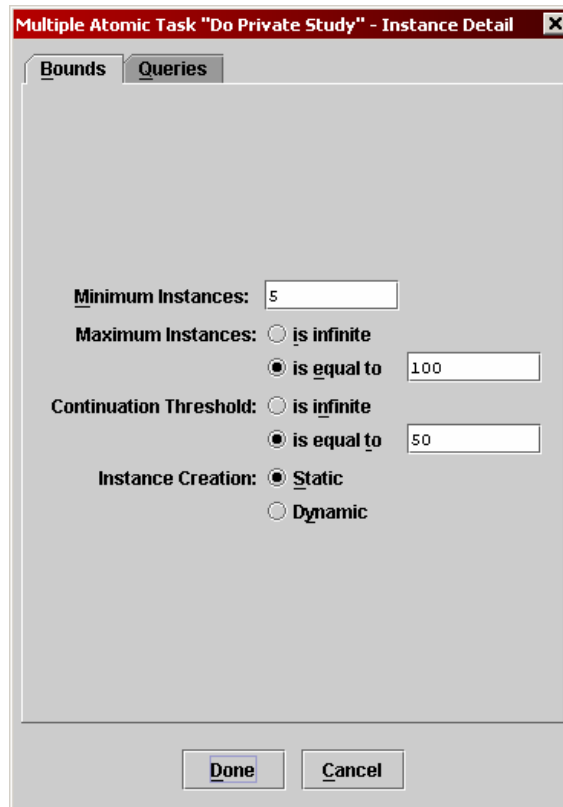 Multiple Atomic Task "Do Private Study" - Instance Detail
Bounds Queries
Minimum Instances: 5
Maximum Instances: is infinite
is equal to 100
Continuation Threshold: is infinite
is equal to 50
Instance Creation: Static
Dynamic
Done Cancel